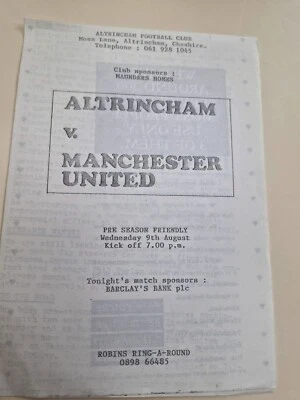 ALTRINCHAM FOOTBALL CLUB
Moss Lane, Altrincham, Cheshire.
Telephone : 061 928 1045
Club sponsors :
MAUNDERS HOMES
ALTRINCHAM
v.
MANCHESTER
UNITED
PRE SEASON FRIENDLY
Wednesday 9th August
Kick off 7.00 p.m.
Tonight's match sponsors :
BARCLAY'S BANK plc
ROBINS RING-A-ROUND
0898 66485